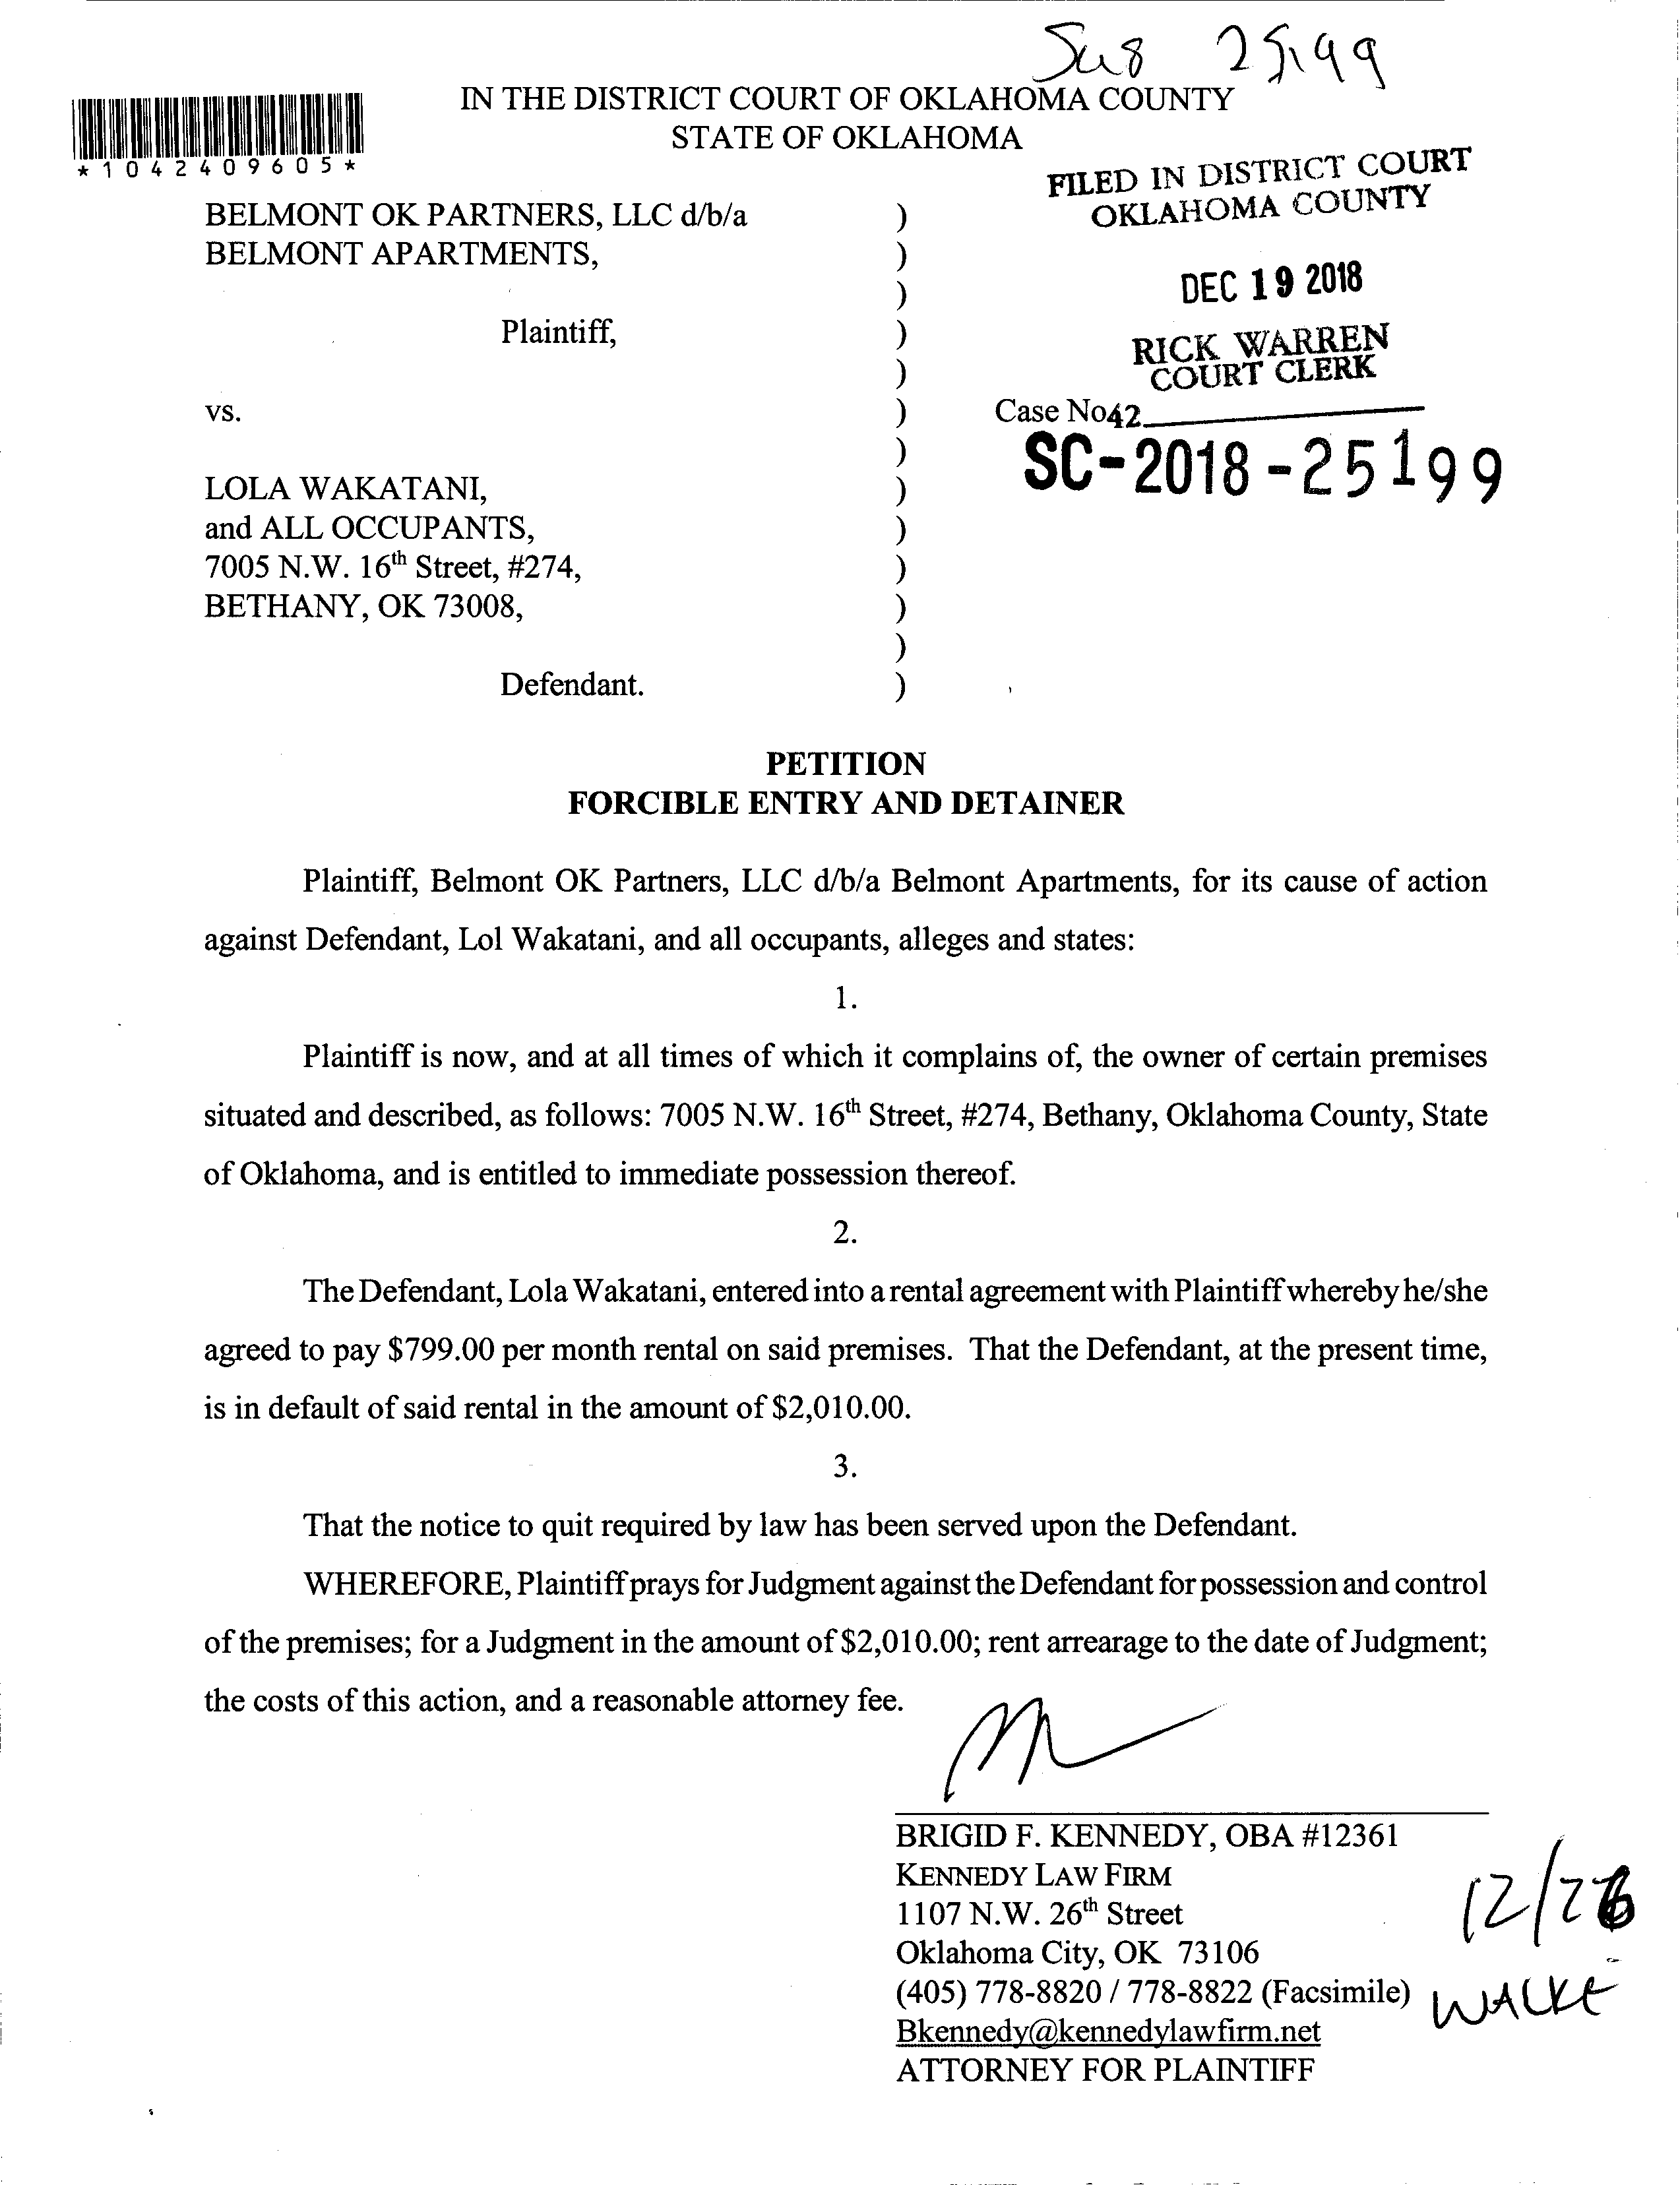 Su8 25199
IN THE DISTRICT COURT OF OKLAHOMA COUNTY
STATE OF OKLAHOMA
*1042409605*
FILED IN DISTRICT COURT
OKLAHOMA COUNTY
DEC 19 2018
RICK WARREN
COURT CLERK
BELMONT OK PARTNERS, LLC d/b/a )
BELMONT APARTMENTS, )
)
Plaintiff, )
)
vs. ) Case No42
) SC-2018-25199
LOLA WAKATANI, )
and ALL OCCUPANTS, )
7005 N.W. 16th Street, #274, )
BETHANY, OK 73008, )
)
Defendant. )
PETITION
FORCIBLE ENTRY AND DETAINER
Plaintiff, Belmont OK Partners, LLC d/b/a Belmont Apartments, for its cause of action
against Defendant, Lol Wakatani, and all occupants, alleges and states:
1.
Plaintiff is now, and at all times of which it complains of, the owner of certain premises
situated and described, as follows: 7005 N.W. 16th Street, #274, Bethany, Oklahoma County, State
of Oklahoma, and is entitled to immediate possession thereof.
2.
The Defendant, Lola Wakatani, entered into a rental agreement with Plaintiff whereby he/she
agreed to pay $799.00 per month rental on said premises. That the Defendant, at the present time,
is in default of said rental in the amount of $2,010.00.
3.
That the notice to quit required by law has been served upon the Defendant.
WHEREFORE, Plaintiff prays for Judgment against the Defendant for possession and control
of the premises; for a Judgment in the amount of $2,010.00; rent arrearage to the date of Judgment;
the costs of this action, and a reasonable attorney fee.
BRIGID F. KENNEDY, OBA #12361
KENNEDY LAW FIRM
1107 N.W. 26th Street
Oklahoma City, OK 73106
(405) 778-8820 / 778-8822 (Facsimile)
Bkennedy@kennedylawfirm.net
ATTORNEY FOR PLAINTIFF
12/26
WALKE